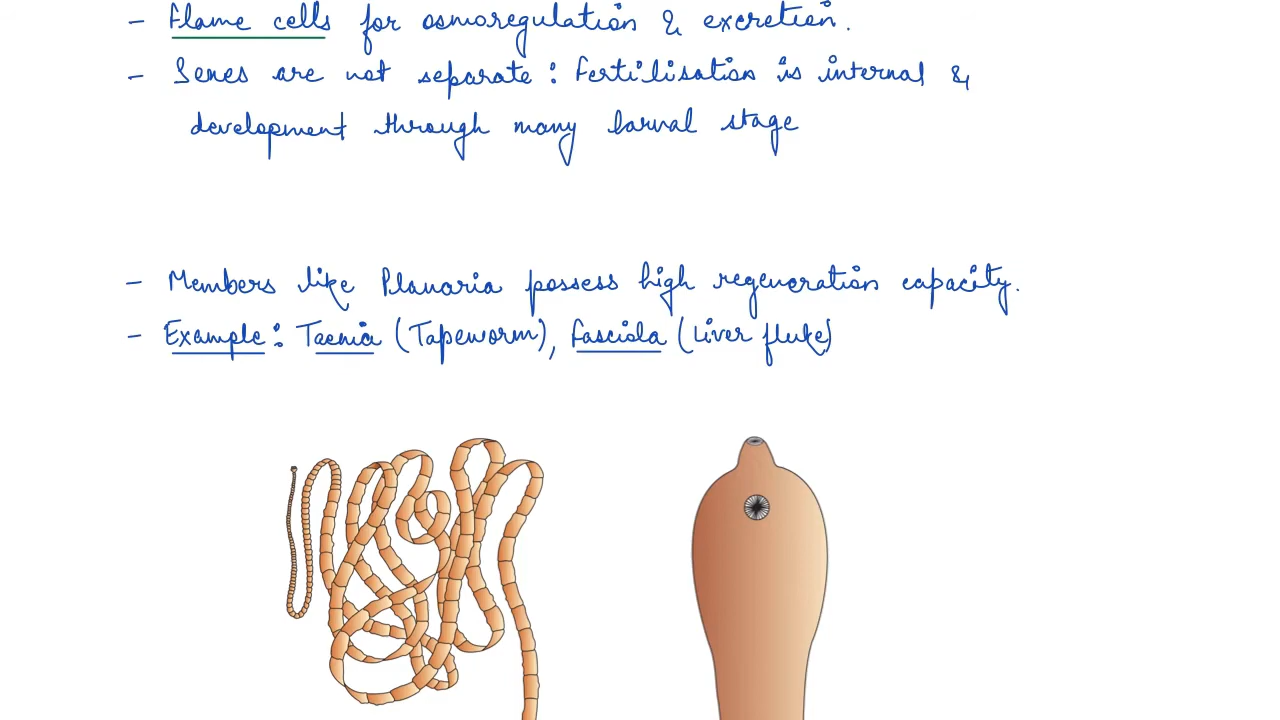 - Flame cells for osmoregulation & excretion.
- Sexes are not separate : Fertilisation is internal &
development through many larval stage
- Members like Planaria possess high regeneration capacity.
- Example : Taenia (Tapeworm), Fasciola (Liver fluke)